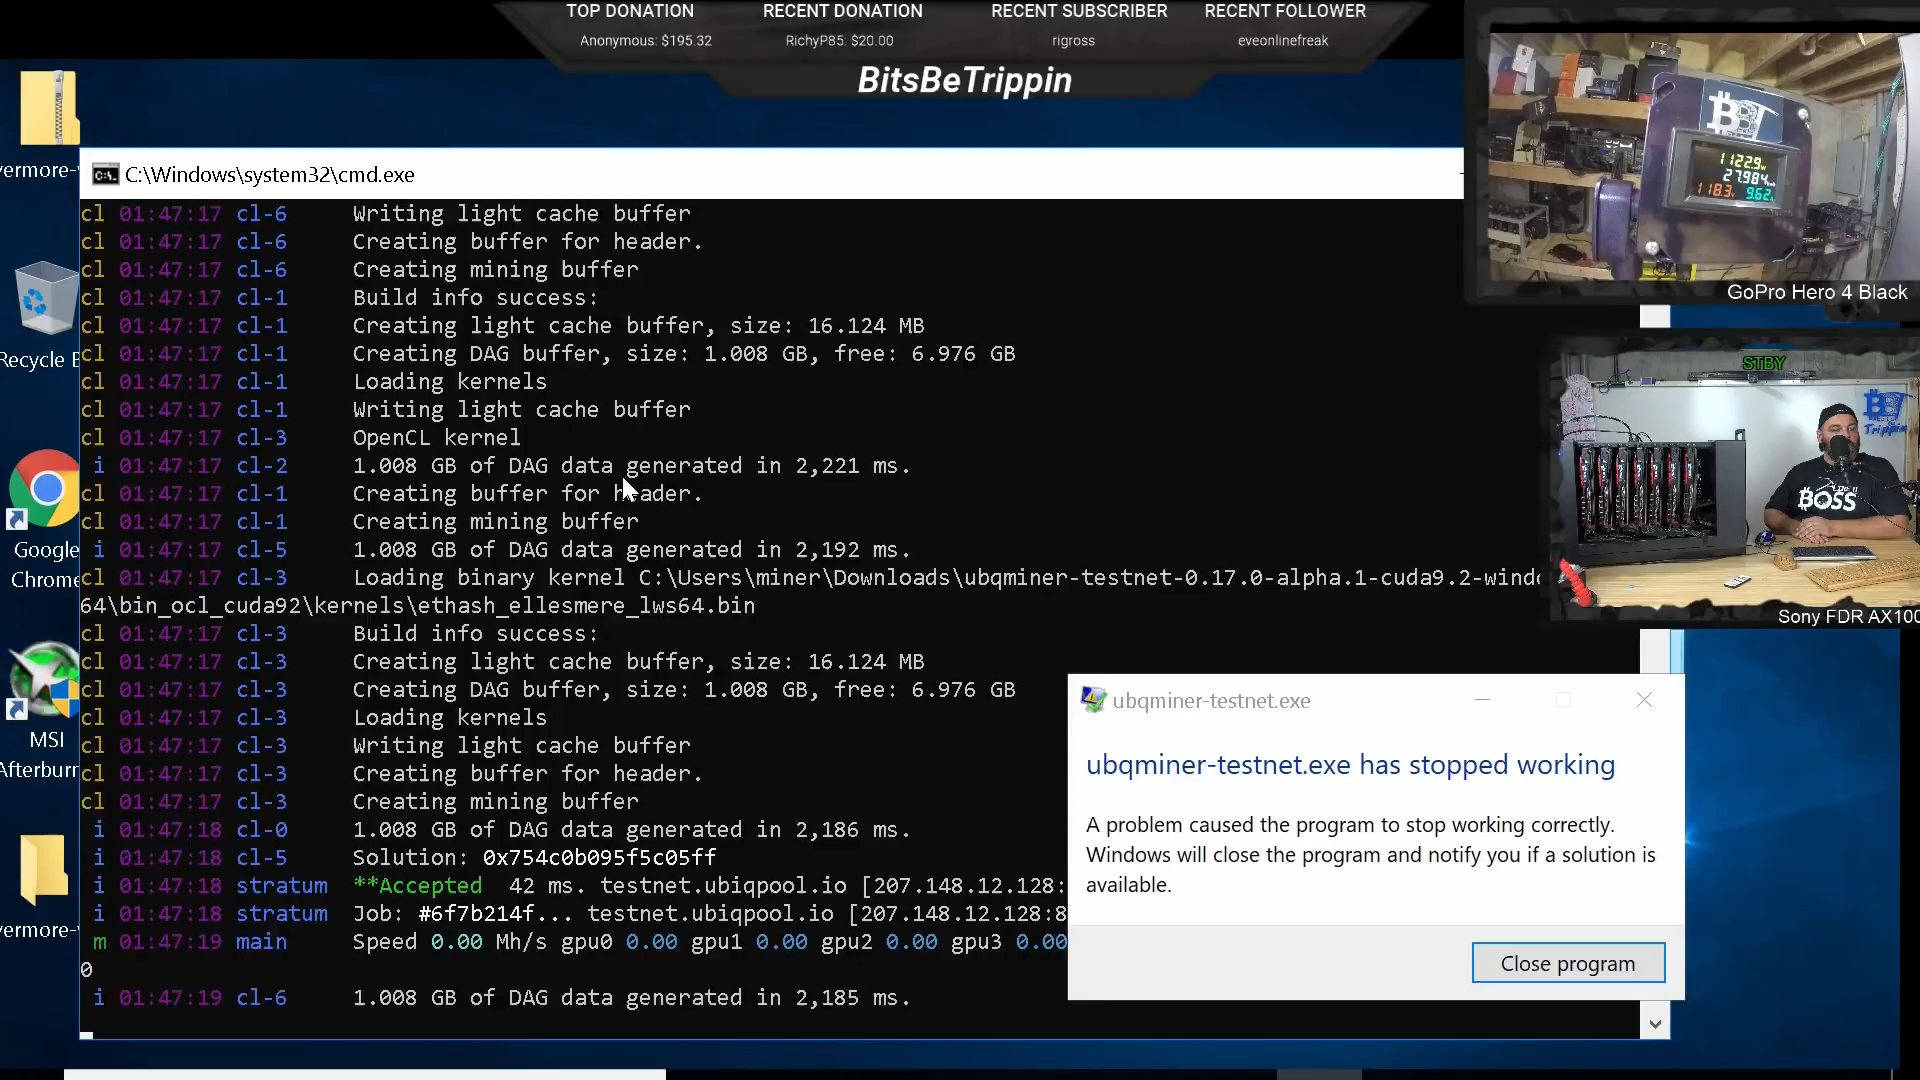 TOP DONATION RECENT DONATION RECENT SUBSCRIBER RECENT FOLLOWER
Anonymous: $195.32 RichyP85: $20.00 rigross eveonlinefreak
BitsBeTrippin
1122.9
27.984
118.3 9.62
GoPro Hero 4 Black
STBY
Trippin
BOSS
Sony FDR AX100
vermore-
Recycle B
Google
Chrome
MSI
Afterburn
vermore-
C:\Windows\system32\cmd.exe
cl 01:47:17 cl-6 Writing light cache buffer
cl 01:47:17 cl-6 Creating buffer for header.
cl 01:47:17 cl-6 Creating mining buffer
cl 01:47:17 cl-1 Build info success:
cl 01:47:17 cl-1 Creating light cache buffer, size: 16.124 MB
cl 01:47:17 cl-1 Creating DAG buffer, size: 1.008 GB, free: 6.976 GB
cl 01:47:17 cl-1 Loading kernels
cl 01:47:17 cl-1 Writing light cache buffer
cl 01:47:17 cl-3 OpenCL kernel
i 01:47:17 cl-2 1.008 GB of DAG data generated in 2,221 ms.
cl 01:47:17 cl-1 Creating buffer for header.
cl 01:47:17 cl-1 Creating mining buffer
i 01:47:17 cl-5 1.008 GB of DAG data generated in 2,192 ms.
cl 01:47:17 cl-3 Loading binary kernel C:\Users\miner\Downloads\ubqminer-testnet-0.17.0-alpha.1-cuda9.2-windo
64\bin_ocl_cuda92\kernels\ethash_ellesmere_lws64.bin
cl 01:47:17 cl-3 Build info success:
cl 01:47:17 cl-3 Creating light cache buffer, size: 16.124 MB
cl 01:47:17 cl-3 Creating DAG buffer, size: 1.008 GB, free: 6.976 GB
cl 01:47:17 cl-3 Loading kernels
cl 01:47:17 cl-3 Writing light cache buffer
cl 01:47:17 cl-3 Creating buffer for header.
cl 01:47:17 cl-3 Creating mining buffer
i 01:47:18 cl-0 1.008 GB of DAG data generated in 2,186 ms.
i 01:47:18 cl-5 Solution: 0x754c0b095f5c05ff
i 01:47:18 stratum **Accepted 42 ms. testnet.ubiqpool.io [207.148.12.128:
i 01:47:18 stratum Job: #6f7b214f... testnet.ubiqpool.io [207.148.12.128:8
m 01:47:19 main Speed 0.00 Mh/s gpu0 0.00 gpu1 0.00 gpu2 0.00 gpu3 0.00
0
i 01:47:19 cl-6 1.008 GB of DAG data generated in 2,185 ms.
ubqminer-testnet.exe
ubqminer-testnet.exe has stopped working
A problem caused the program to stop working correctly.
Windows will close the program and notify you if a solution is
available.
Close program